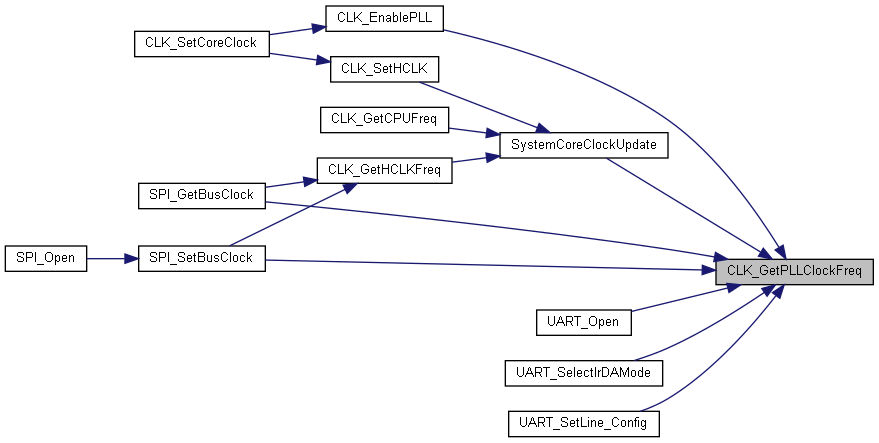 CLK_EnablePLL
CLK_SetCoreClock
CLK_SetHCLK
CLK_GetCPUFreq
SystemCoreClockUpdate
CLK_GetHCLKFreq
SPI_GetBusClock
SPI_Open
SPI_SetBusClock
CLK_GetPLLClockFreq
UART_Open
UART_SelectIrDAMode
UART_SetLine_Config